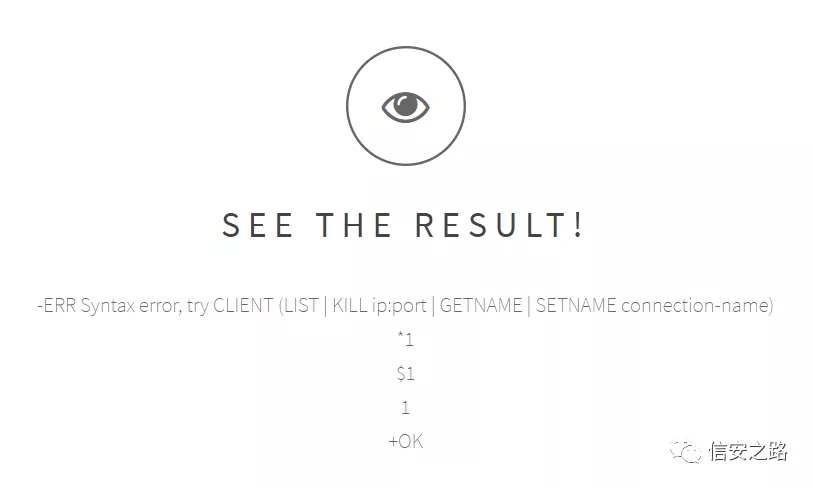 SEE THE RESULT!
-ERR Syntax error, try CLIENT (LIST | KILL ip:port | GETNAME | SETNAME connection-name)
*1
$1
1
+OK
信安之路